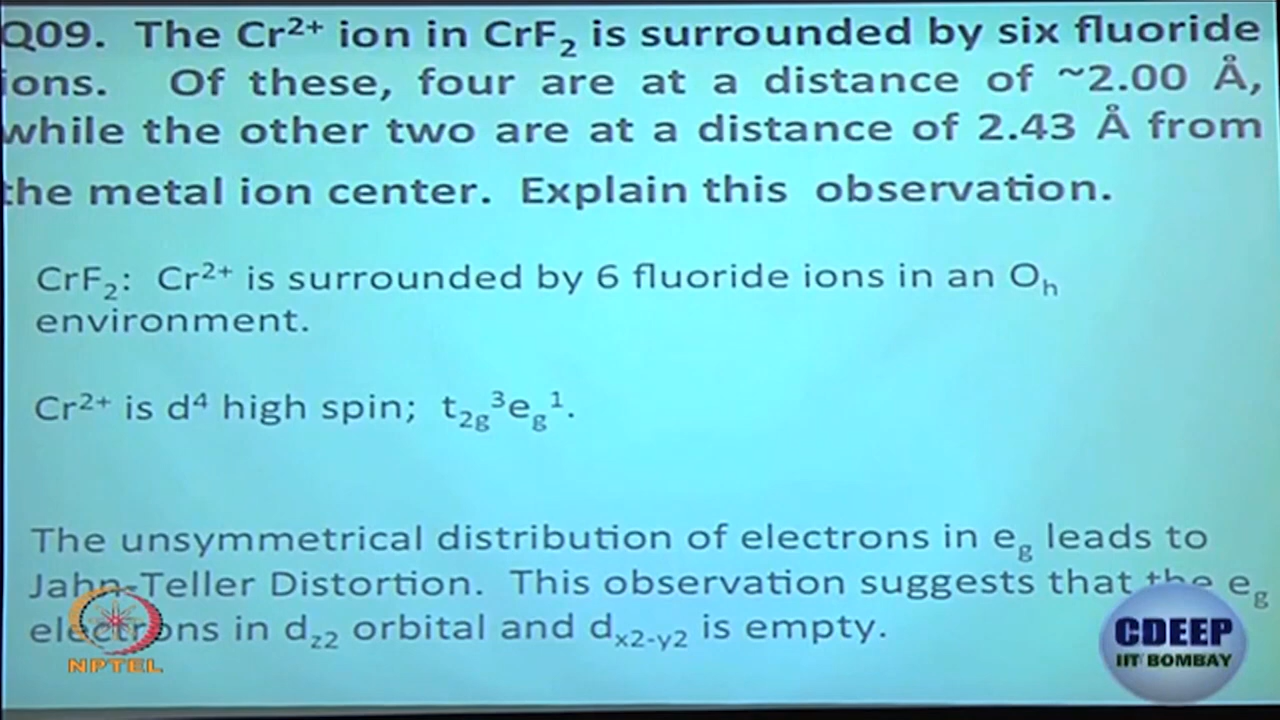 Q09. The Cr²⁺ ion in CrF₂ is surrounded by six fluoride
ions. Of these, four are at a distance of ~2.00 Å,
while the other two are at a distance of 2.43 Å from
the metal ion center. Explain this observation.
CrF₂: Cr²⁺ is surrounded by 6 fluoride ions in an Oₕ
environment.
Cr²⁺ is d⁴ high spin; t₂g³eg¹.
The unsymmetrical distribution of electrons in eg leads to
Jahn-Teller Distortion. This observation suggests that the eg
electrons in dz2 orbital and dx2-y2 is empty.
NPTEL
CDEEP
IIT BOMBAY